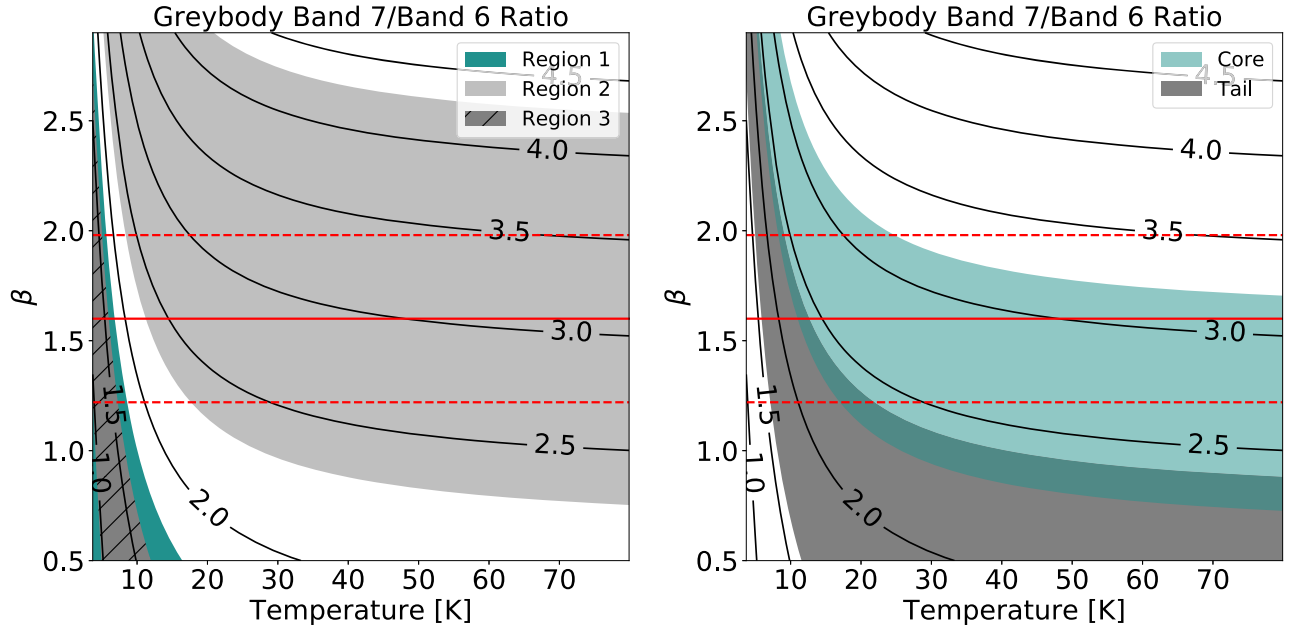 Greybody Band 7/Band 6 Ratio
Region 1
Region 2
Region 3
4.5
4.0
3.5
3.0
2.5
2.0
1.5
1.0
β
2.5
2.0
1.5
1.0
0.5
10 20 30 40 50 60 70
Temperature [K]
Greybody Band 7/Band 6 Ratio
Core
Tail
4.5
4.0
3.5
3.0
2.5
2.0
1.5
1.0
β
2.5
2.0
1.5
1.0
0.5
10 20 30 40 50 60 70
Temperature [K]